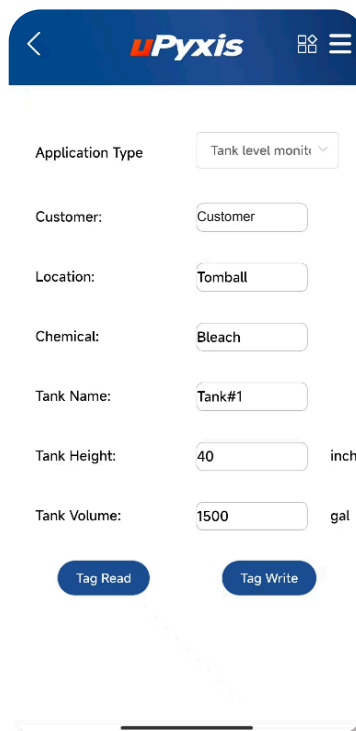 uPyxis
Application Type Tank level monit
Customer: Customer
Location: Tomball
Chemical: Bleach
Tank Name: Tank#1
Tank Height: 40 inch
Tank Volume: 1500 gal
Tag Read Tag Write